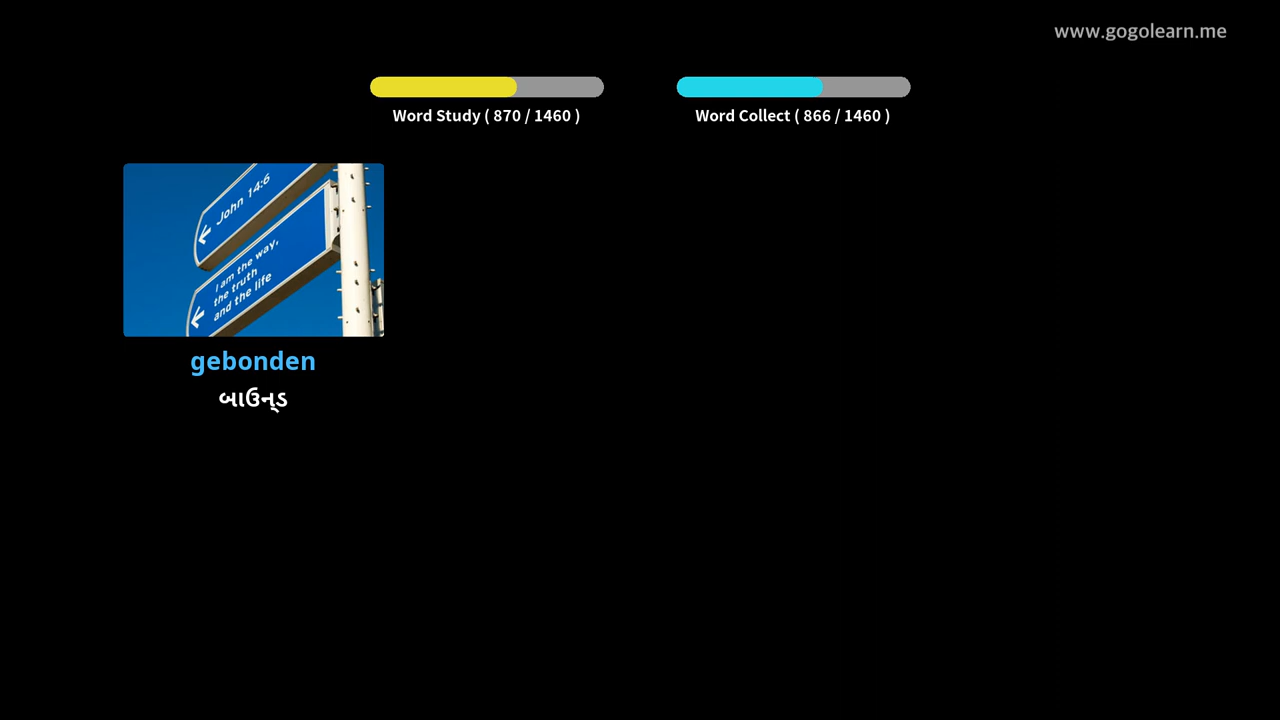 www.gogolearn.me
Word Study ( 870 / 1460 )
Word Collect ( 866 / 1460 )
John 14:6
I am the way,
the truth
and the life
gebonden
બાઉન્ડ